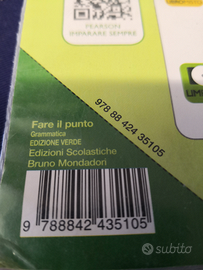 PEARSON
IMPARARE SEMPRE
LIM
978 88 424 35105
Fare il punto
Grammatica
EDIZIONE VERDE
Edizioni Scolastiche
Bruno Mondadori
9 788842 435105
subito